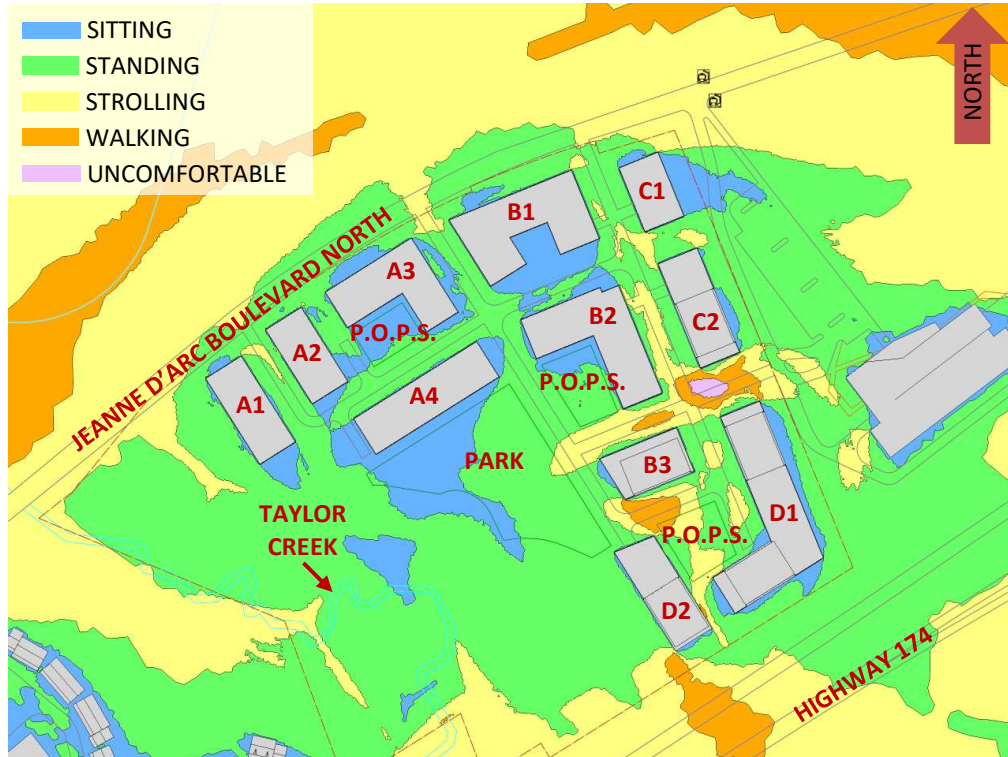 SITTING
STANDING
STROLLING
WALKING
UNCOMFORTABLE
NORTH
JEANNE D'ARC BOULEVARD NORTH
C1
B1
A3
B2
C2
A2
P.O.P.S.
A1
A4
P.O.P.S.
PARK
B3
TAYLOR
CREEK
D1
P.O.P.S.
D2
HIGHWAY 174